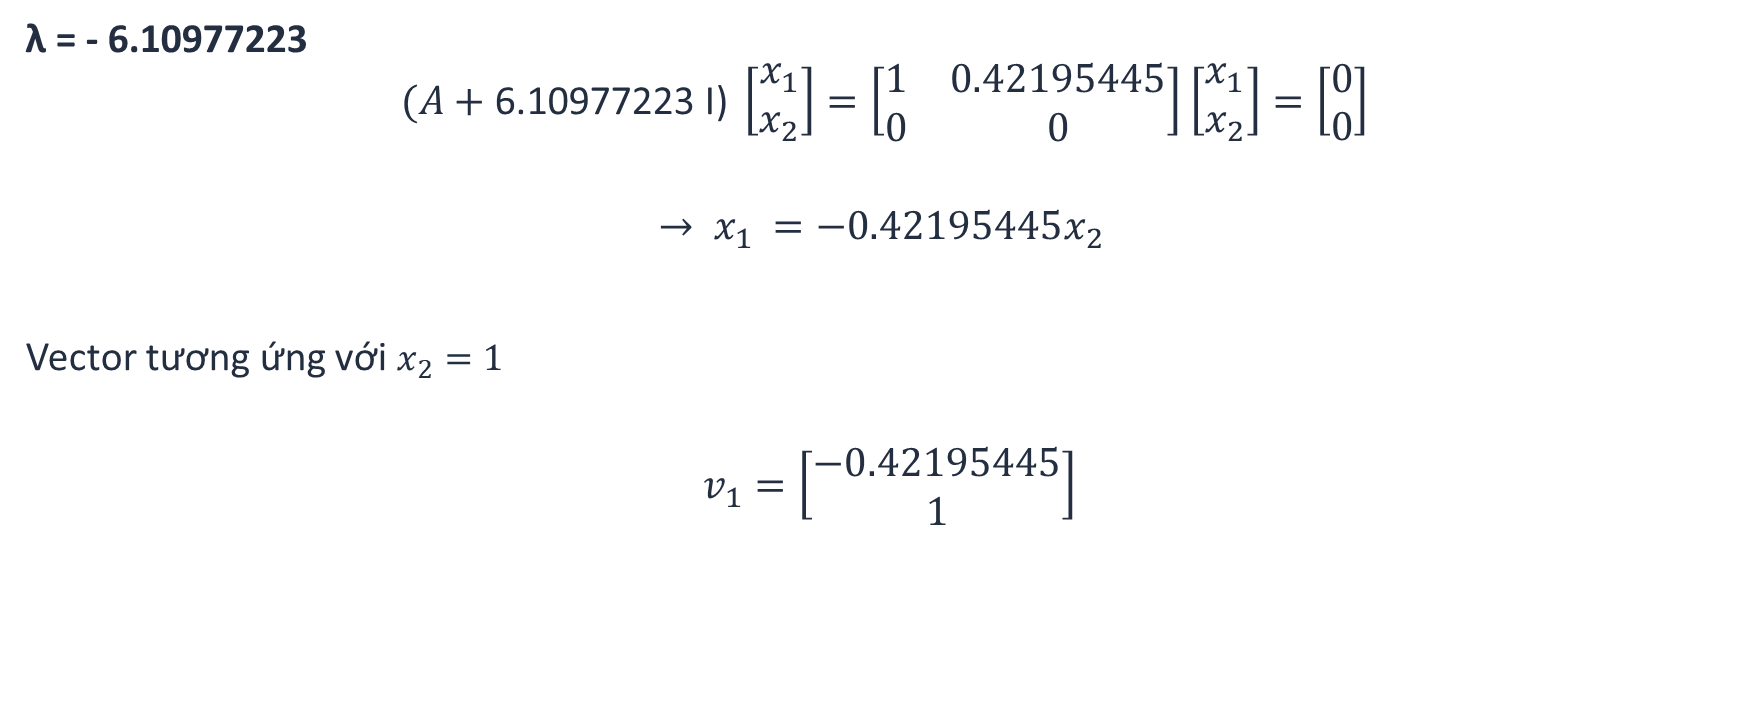 λ = - 6.10977223
(A + 6.10977223 I) [x₁ x₂] = [1 0.42195445 0 0] [x₁ x₂] = [0 0]
→ x₁ = −0.42195445x₂
Vector tương ứng với x₂ = 1
v₁ = [−0.42195445 1]